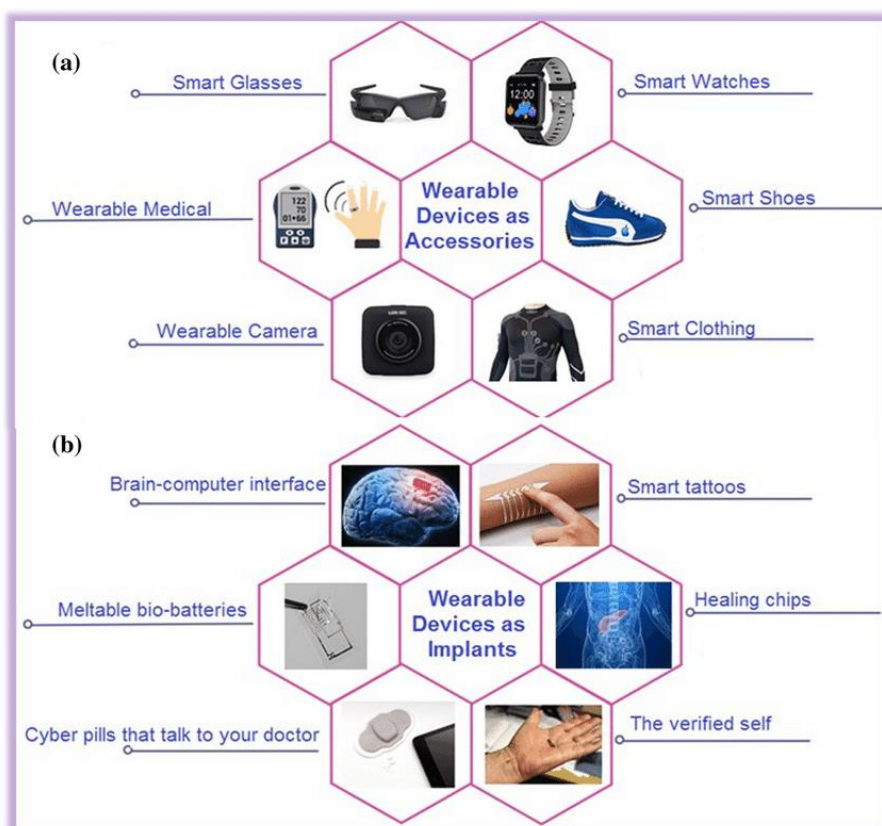 (a)
Smart Glasses
Smart Watches
12:00
Wearable Medical
122
70
01•66
Wearable
Devices as
Accessories
Smart Shoes
Wearable Camera
Smart Clothing
(b)
Brain-computer interface
Smart tattoos
Meltable bio-batteries
Wearable
Devices as
Implants
Healing chips
Cyber pills that talk to your doctor
The verified self